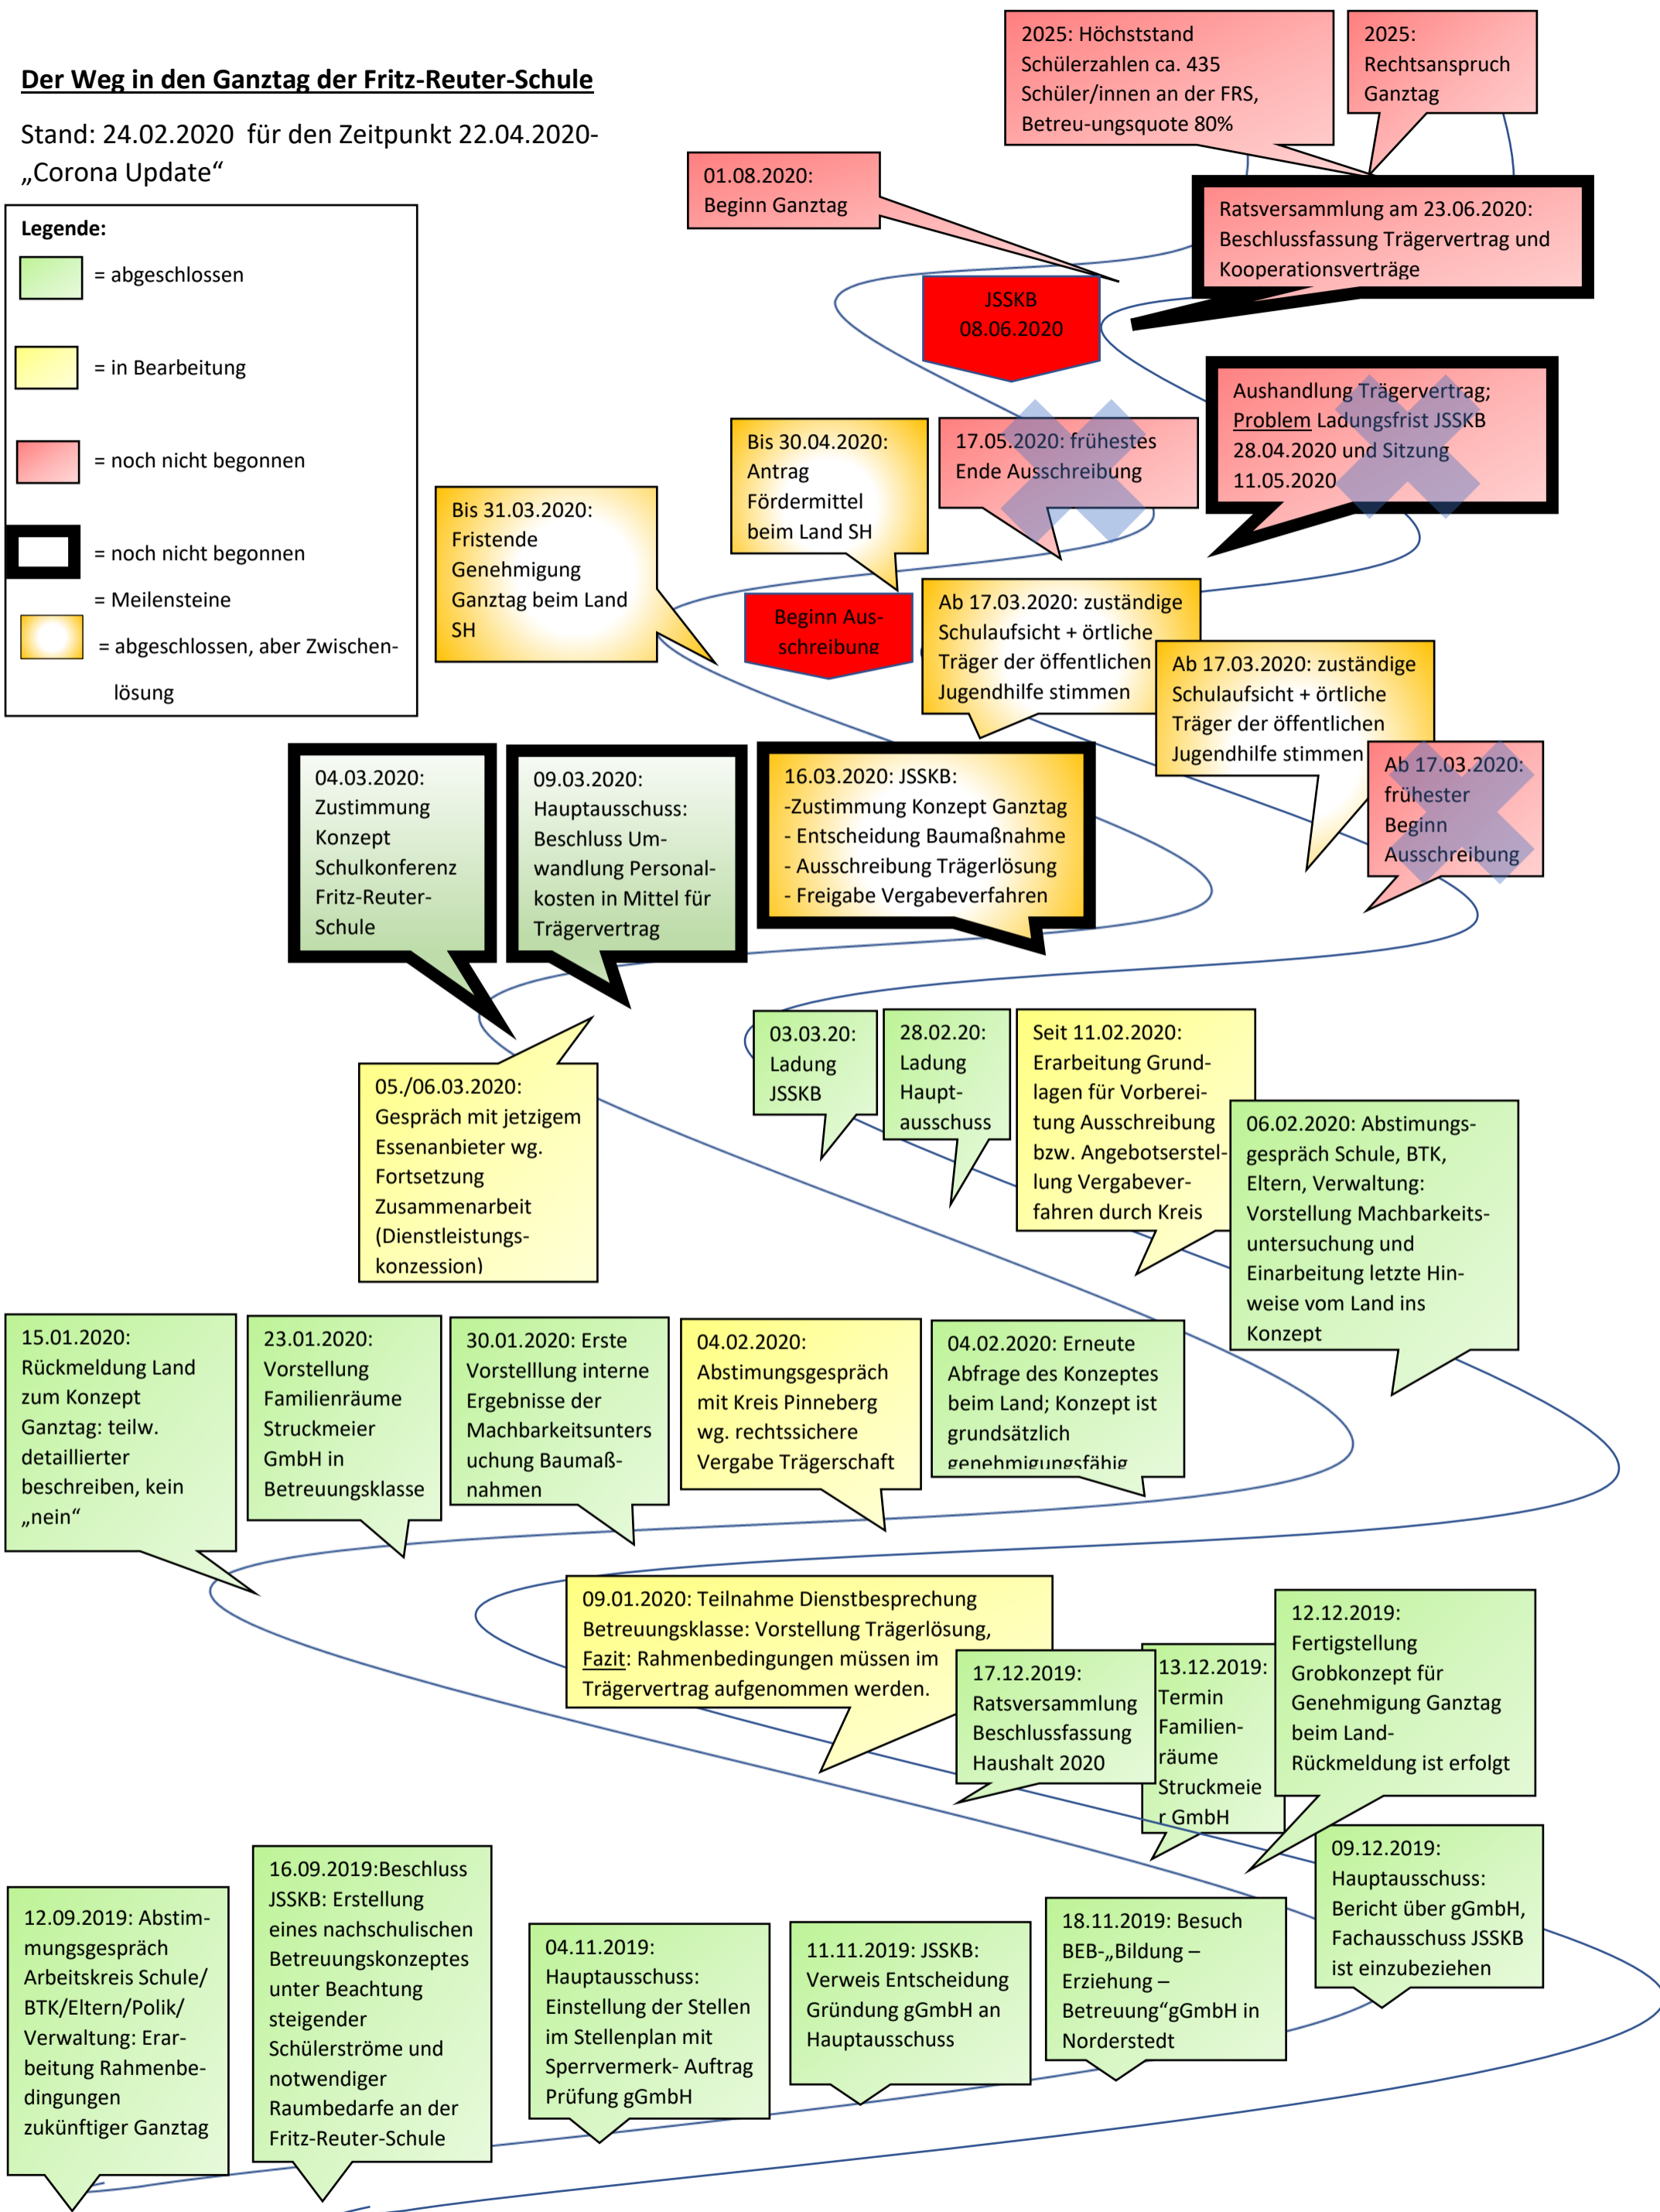 Der Weg in den Ganztag der Fritz-Reuter-Schule
Stand: 24.02.2020 für den Zeitpunkt 22.04.2020-
„Corona Update“
Legende:
= abgeschlossen
= in Bearbeitung
= noch nicht begonnen
= noch nicht begonnen
= Meilensteine
= abgeschlossen, aber Zwischen-
lösung
2025: Höchststand
Schülerzahlen ca. 435
Schüler/innen an der FRS,
Betreu-ungsquote 80%
2025:
Rechtsanspruch
Ganztag
01.08.2020:
Beginn Ganztag
Ratsversammlung am 23.06.2020:
Beschlussfassung Trägervertrag und
Kooperationsverträge
JSSKB
08.06.2020
Aushandlung Trägervertrag;
Problem Ladungsfrist JSSKB
28.04.2020 und Sitzung
11.05.2020
17.05.2020: frühestes
Ende Ausschreibung
Bis 30.04.2020:
Antrag
Fördermittel
beim Land SH
Bis 31.03.2020:
Fristende
Genehmigung
Ganztag beim Land
SH
Beginn Aus-
schreibung
Ab 17.03.2020: zuständige
Schulaufsicht + örtliche
Träger der öffentlichen
Jugendhilfe stimmen
Ab 17.03.2020: zuständige
Schulaufsicht + örtliche
Träger der öffentlichen
Jugendhilfe stimmen
Ab 17.03.2020:
frühester
Beginn
Ausschreibung
04.03.2020:
Zustimmung
Konzept
Schulkonferenz
Fritz-Reuter-
Schule
09.03.2020:
Hauptausschuss:
Beschluss Um-
wandlung Personal-
kosten in Mittel für
Trägervertrag
16.03.2020: JSSKB:
-Zustimmung Konzept Ganztag
- Entscheidung Baumaßnahme
- Ausschreibung Trägerlösung
- Freigabe Vergabeverfahren
05./06.03.2020:
Gespräch mit jetzigem
Essenanbieter wg.
Fortsetzung
Zusammenarbeit
(Dienstleistungs-
konzession)
03.03.20:
Ladung
JSSKB
28.02.20:
Ladung
Haupt-
ausschuss
Seit 11.02.2020:
Erarbeitung Grund-
lagen für Vorberei-
tung Ausschreibung
bzw. Angebotserstel-
lung Vergabever-
fahren durch Kreis
06.02.2020: Abstimungs-
gespräch Schule, BTK,
Eltern, Verwaltung:
Vorstellung Machbarkeits-
untersuchung und
Einarbeitung letzte Hin-
weise vom Land ins
Konzept
15.01.2020:
Rückmeldung Land
zum Konzept
Ganztag: teilw.
detaillierter
beschreiben, kein
„nein“
23.01.2020:
Vorstellung
Familienräume
Struckmeier
GmbH in
Betreuungsklasse
30.01.2020: Erste
Vorstelllung interne
Ergebnisse der
Machbarkeitsunters
uchung Baumaß-
nahmen
04.02.2020:
Abstimungsgespräch
mit Kreis Pinneberg
wg. rechtssichere
Vergabe Trägerschaft
04.02.2020: Erneute
Abfrage des Konzeptes
beim Land; Konzept ist
grundsätzlich
genehmigungsfähig
09.01.2020: Teilnahme Dienstbesprechung
Betreuungsklasse: Vorstellung Trägerlösung,
Fazit: Rahmenbedingungen müssen im
Trägervertrag aufgenommen werden.
17.12.2019:
Ratsversammlung
Beschlussfassung
Haushalt 2020
13.12.2019:
Termin
Familien-
räume
Struckmeie
r GmbH
12.12.2019:
Fertigstellung
Grobkonzept für
Genehmigung Ganztag
beim Land-
Rückmeldung ist erfolgt
09.12.2019:
Hauptausschuss:
Bericht über gGmbH,
Fachausschuss JSSKB
ist einzubeziehen
12.09.2019: Abstim-
mungsgespräch
Arbeitskreis Schule/
BTK/Eltern/Polik/
Verwaltung: Erar-
beitung Rahmenbe-
dingungen
zukünftiger Ganztag
16.09.2019:Beschluss
JSSKB: Erstellung
eines nachschulischen
Betreuungskonzeptes
unter Beachtung
steigender
Schülerströme und
notwendiger
Raumbedarfe an der
Fritz-Reuter-Schule
04.11.2019:
Hauptausschuss:
Einstellung der Stellen
im Stellenplan mit
Sperrvermerk- Auftrag
Prüfung gGmbH
11.11.2019: JSSKB:
Verweis Entscheidung
Gründung gGmbH an
Hauptausschuss
18.11.2019: Besuch
BEB-„Bildung –
Erziehung –
Betreuung“gGmbH in
Norderstedt